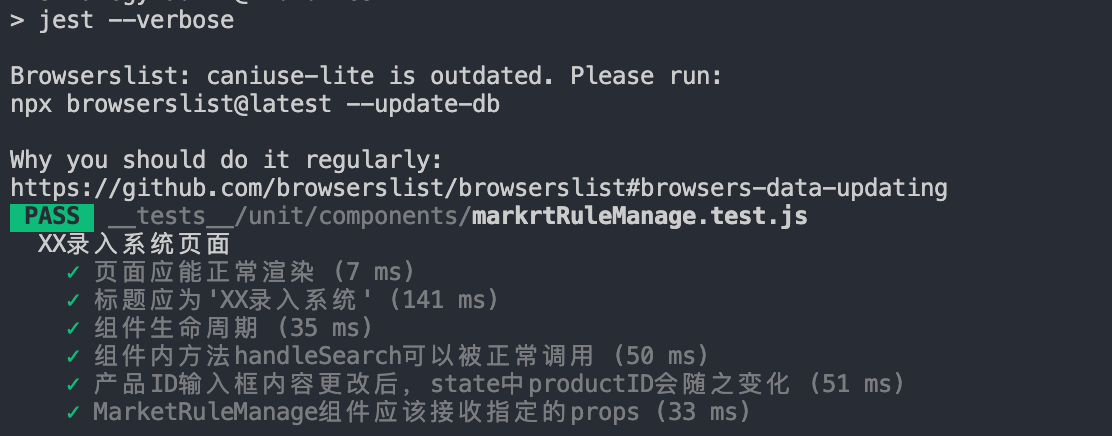 > jest --verbose
Browserslist: caniuse-lite is outdated. Please run:
npx browserslist@latest --update-db
Why you should do it regularly:
https://github.com/browserslist/browserslist#browsers-data-updating
PASS __tests__/unit/components/markrtRuleManage.test.js
XX录入系统页面
✓ 页面应能正常渲染 (7 ms)
✓ 标题应为'XX录入系统' (141 ms)
✓ 组件生命周期 (35 ms)
✓ 组件内方法handleSearch可以被正常调用 (50 ms)
✓ 产品ID输入框内容更改后，state中productID会随之变化 (51 ms)
✓ MarketRuleManage组件应该接收指定的props (33 ms)